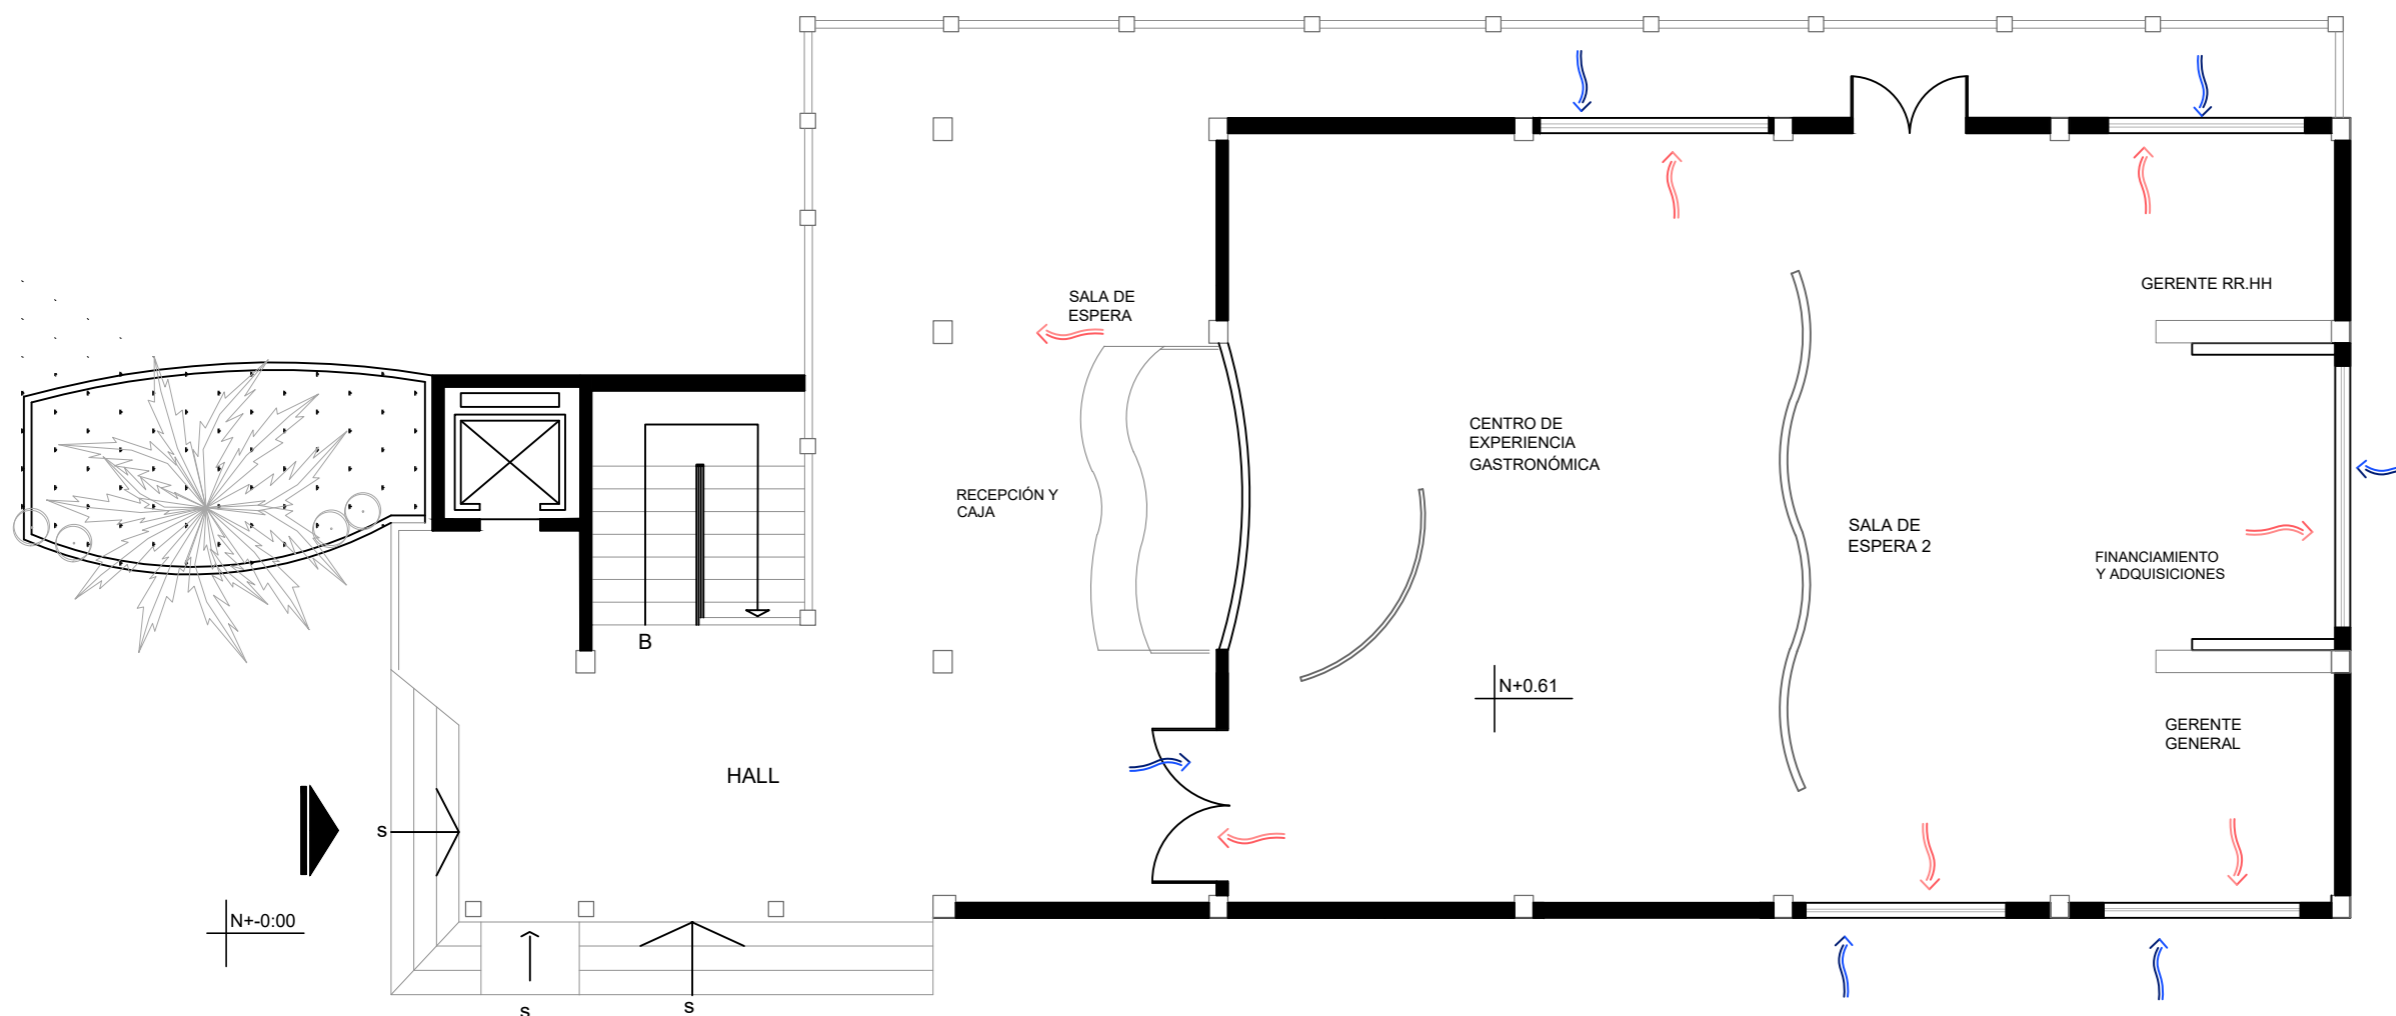 SALA DE
ESPERA
GERENTE RR.HH
CENTRO DE
EXPERIENCIA
GASTRONÓMICA
RECEPCIÓN Y
CAJA
SALA DE
ESPERA 2
FINANCIAMIENTO
Y ADQUISICIONES
B
N+0.61
GERENTE
GENERAL
HALL
s
N+-0:00
s
s